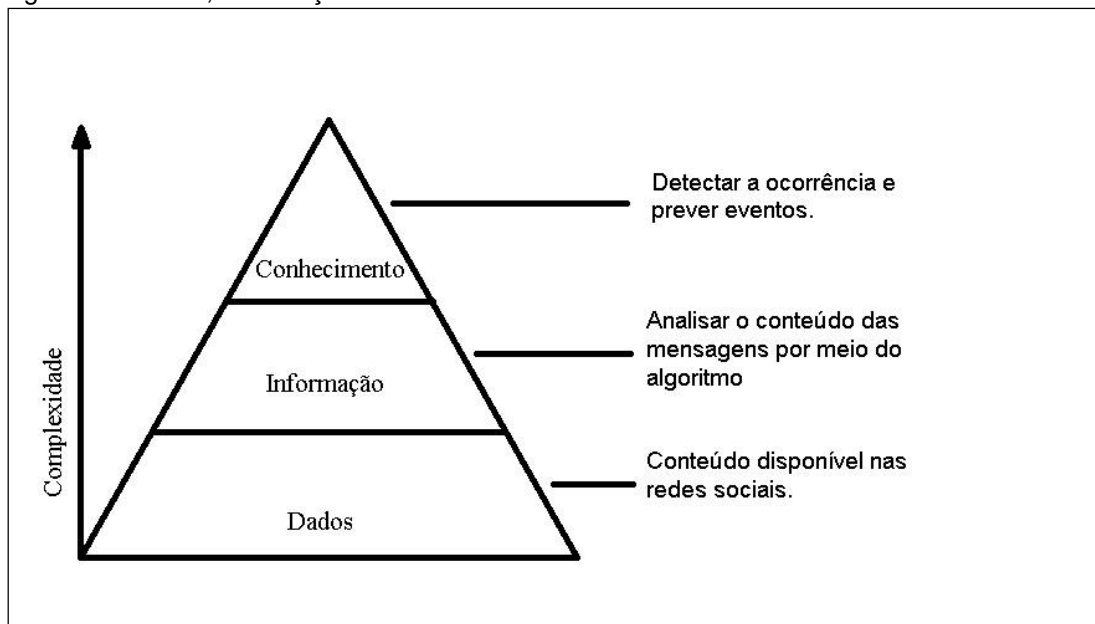 Detectar a ocorrência e
prever eventos.
Conhecimento
Analisar o conteúdo das
mensagens por meio do
algoritmo
Informação
Complexidade
Conteúdo disponível nas
redes sociais.
Dados